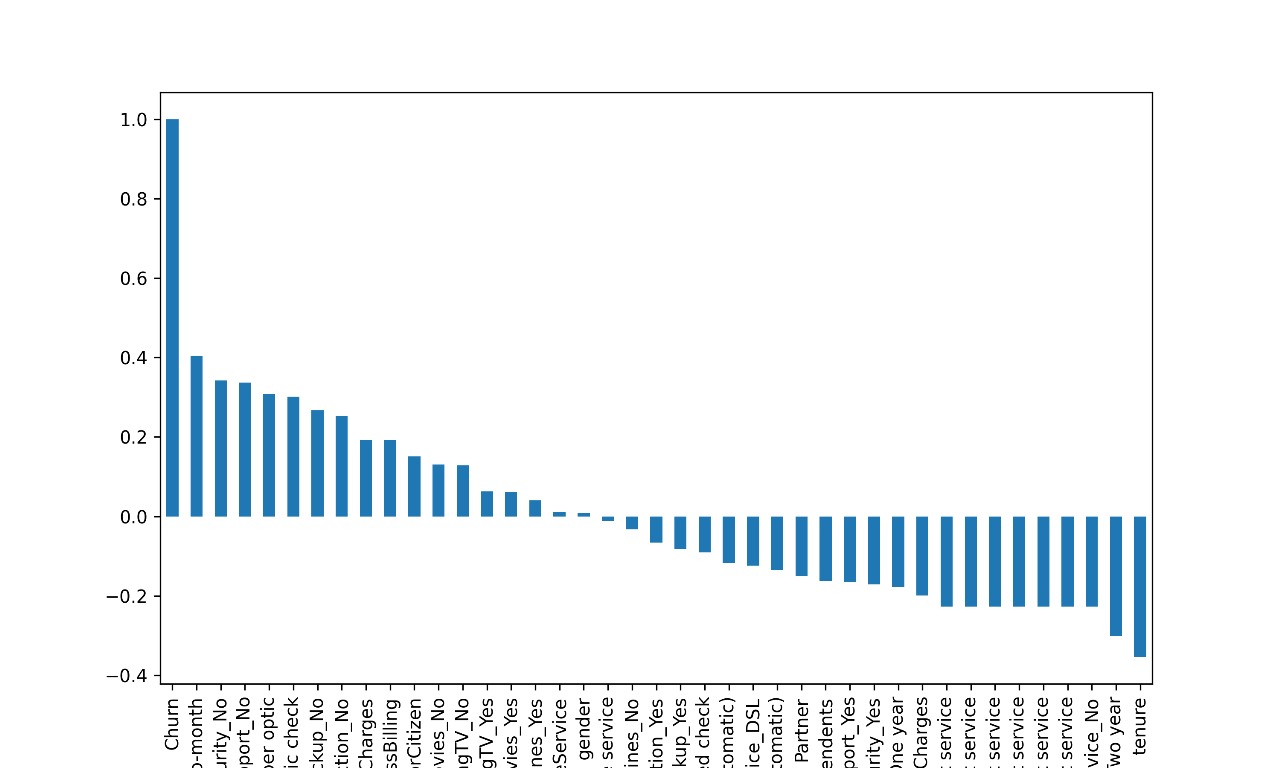 1.0
0.8
0.6
0.4
0.2
0.0
−0.2
−0.4
Churn
o-month
urity_No
port_No
per optic
ic check
ckup_No
ction_No
Charges
ssBilling
rCitizen
vies_No
gTV_No
gTV_Yes
vies_Yes
nes_Yes
eService
gender
e service
ines_No
tion_Yes
kup_Yes
ed check
tomatic)
ice_DSL
tomatic)
Partner
endents
port_Yes
urity_Yes
One year
Charges
t service
t service
t service
t service
t service
t service
vice_No
Two year
tenure